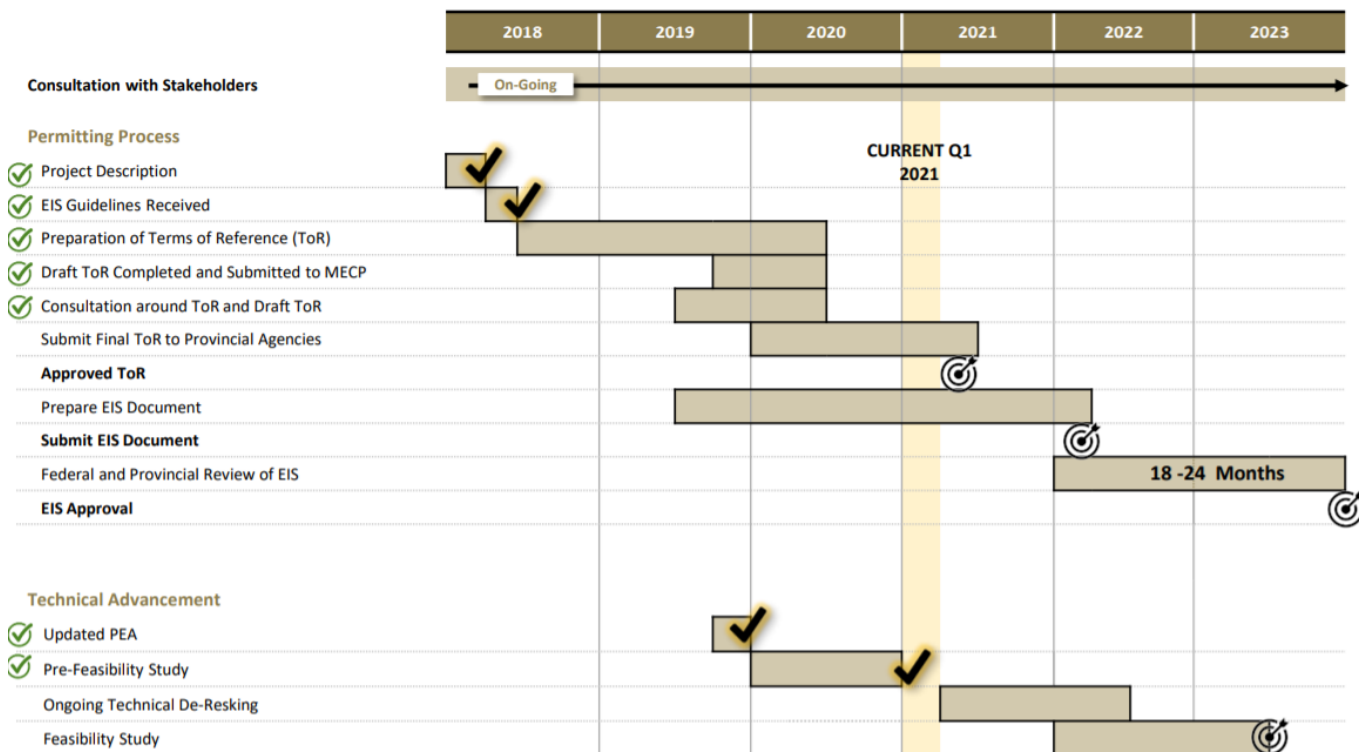 2018 2019 2020 2021 2022 2023
Consultation with Stakeholders On-Going
Permitting Process
CURRENT Q1
2021
Project Description
EIS Guidelines Received
Preparation of Terms of Reference (ToR)
Draft ToR Completed and Submitted to MECP
Consultation around ToR and Draft ToR
Submit Final ToR to Provincial Agencies
Approved ToR
Prepare EIS Document
Submit EIS Document
Federal and Provincial Review of EIS 18 -24 Months
EIS Approval
Technical Advancement
Updated PEA
Pre-Feasibility Study
Ongoing Technical De-Resking
Feasibility Study